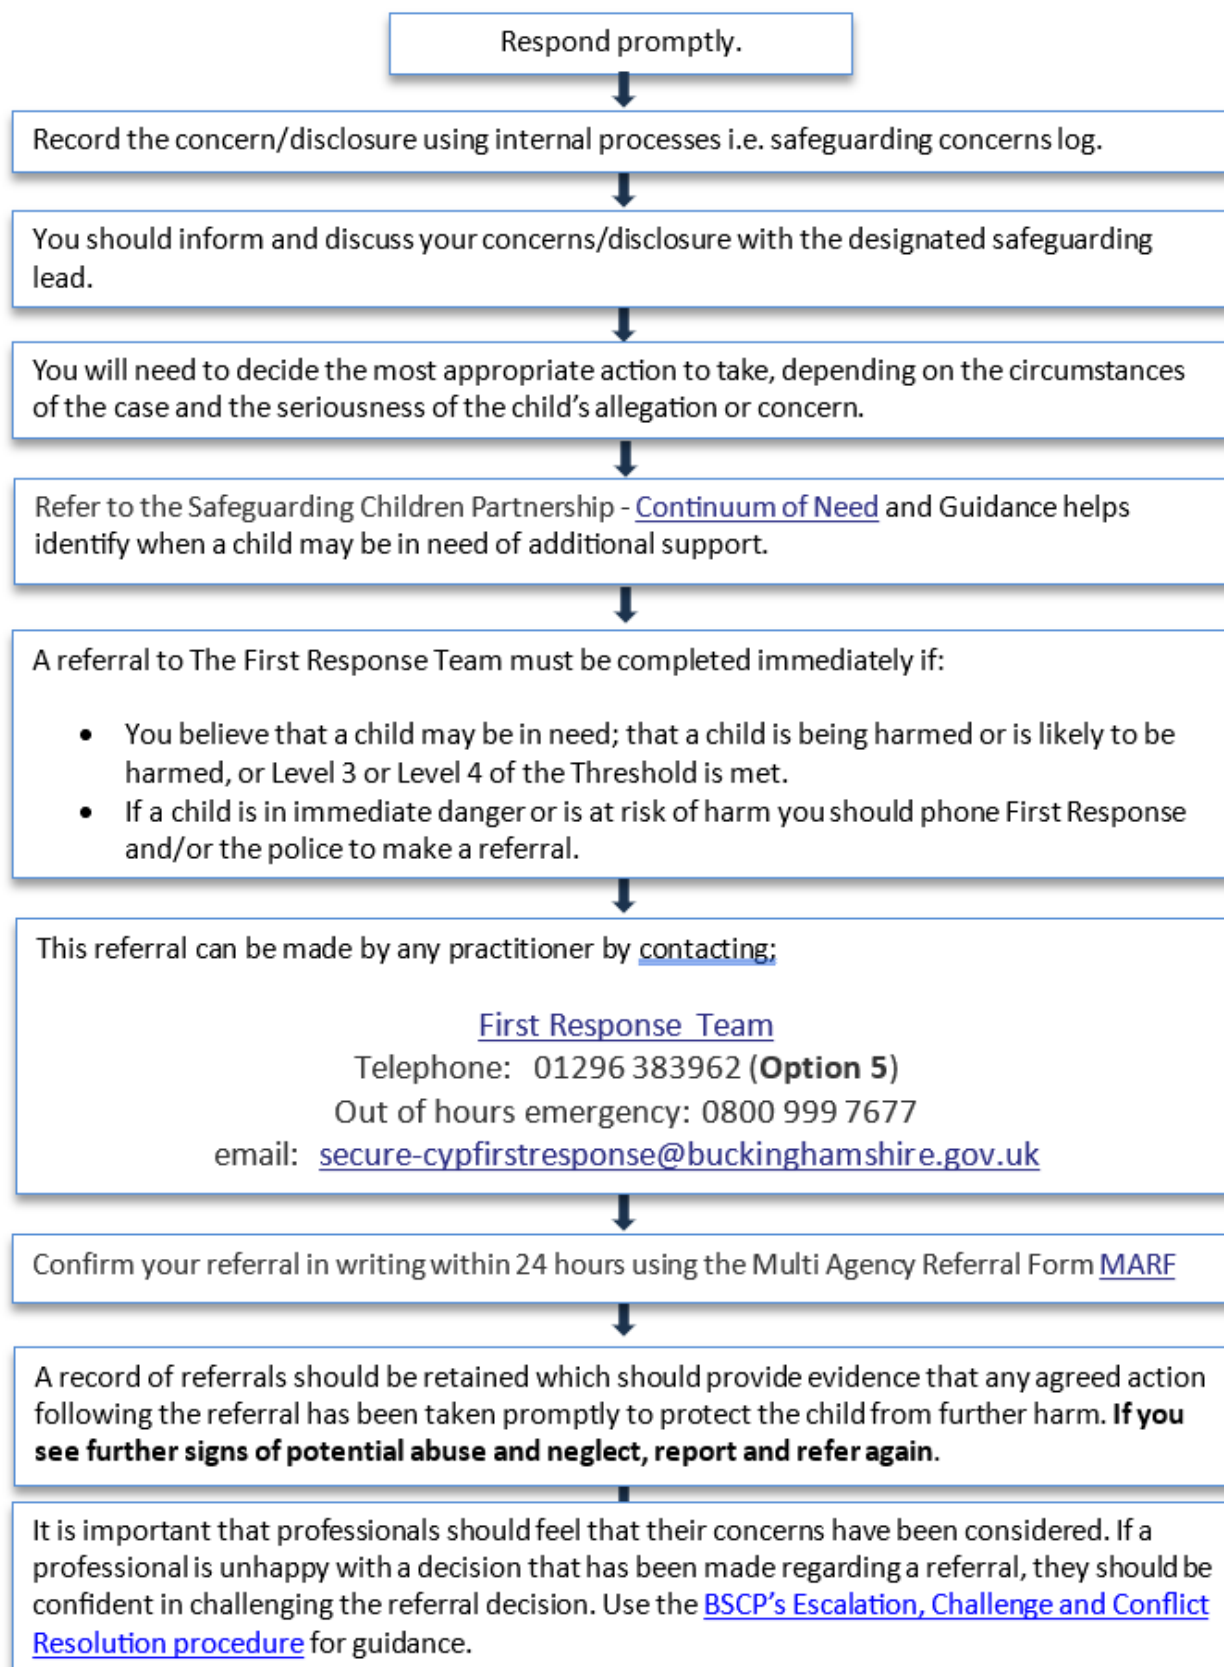 Respond promptly.
Record the concern/disclosure using internal processes i.e. safeguarding concerns log.
You should inform and discuss your concerns/disclosure with the designated safeguarding
lead.
You will need to decide the most appropriate action to take, depending on the circumstances
of the case and the seriousness of the child's allegation or concern.
Refer to the Safeguarding Children Partnership - Continuum of Need and Guidance helps
identify when a child may be in need of additional support.
A referral to The First Response Team must be completed immediately if:
• You believe that a child may be in need; that a child is being harmed or is likely to be
harmed, or Level 3 or Level 4 of the Threshold is met.
• If a child is in immediate danger or is at risk of harm you should phone First Response
and/or the police to make a referral.
This referral can be made by any practitioner by contacting;
First Response Team
Telephone: 01296 383962 (Option 5)
Out of hours emergency: 0800 999 7677
email: secure-cypfirstresponse@buckinghamshire.gov.uk
Confirm your referral in writing within 24 hours using the Multi Agency Referral Form MARF
A record of referrals should be retained which should provide evidence that any agreed action
following the referral has been taken promptly to protect the child from further harm. If you
see further signs of potential abuse and neglect, report and refer again.
It is important that professionals should feel that their concerns have been considered. If a
professional is unhappy with a decision that has been made regarding a referral, they should be
confident in challenging the referral decision. Use the BSCP's Escalation, Challenge and Conflict
Resolution procedure for guidance.